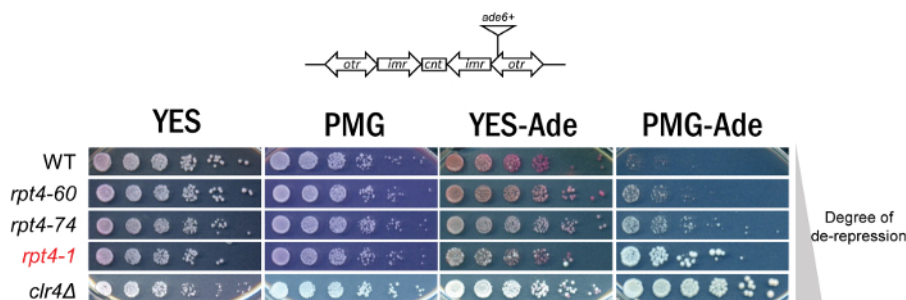 ade6+
otr imr cnt imr otr
YES PMG YES-Ade PMG-Ade
WT
rpt4-60
rpt4-74
rpt4-1
clr4Δ
Degree of
de-repression